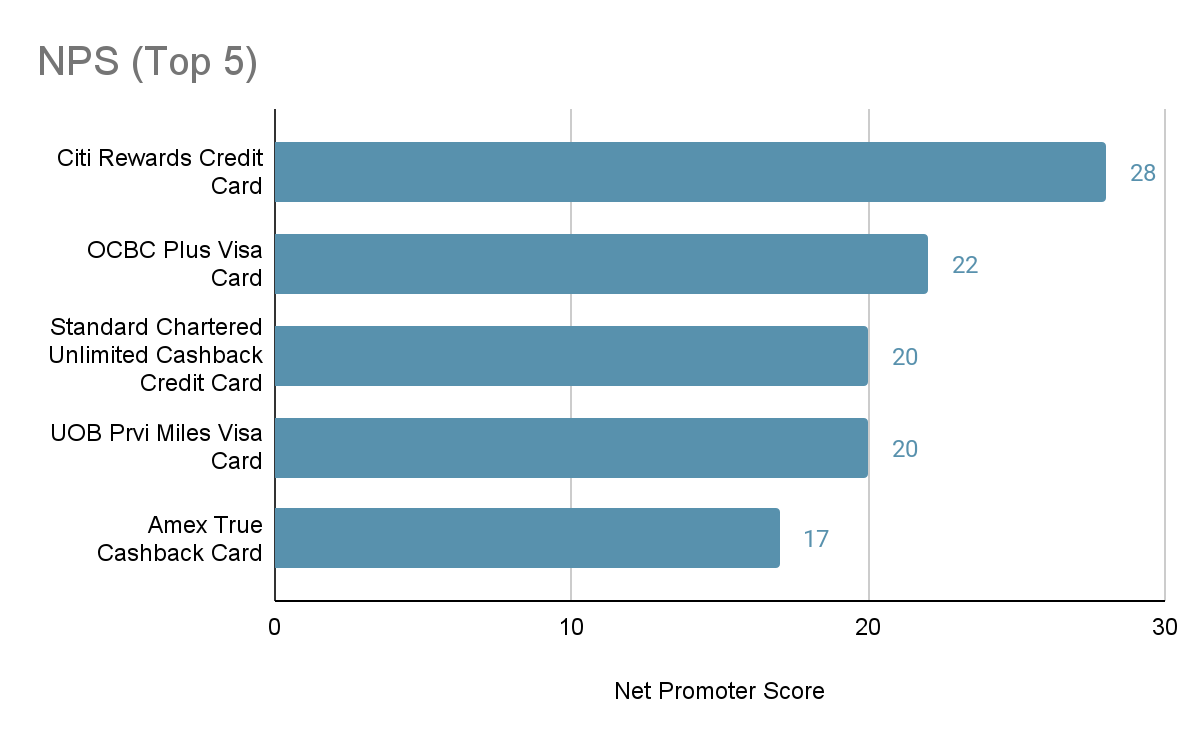 NPS (Top 5)
Citi Rewards Credit
Card
28
OCBC Plus Visa
Card
22
Standard Chartered
Unlimited Cashback
Credit Card
20
UOB Prvi Miles Visa
Card
20
Amex True
Cashback Card
17
0
10
20
30
Net Promoter Score